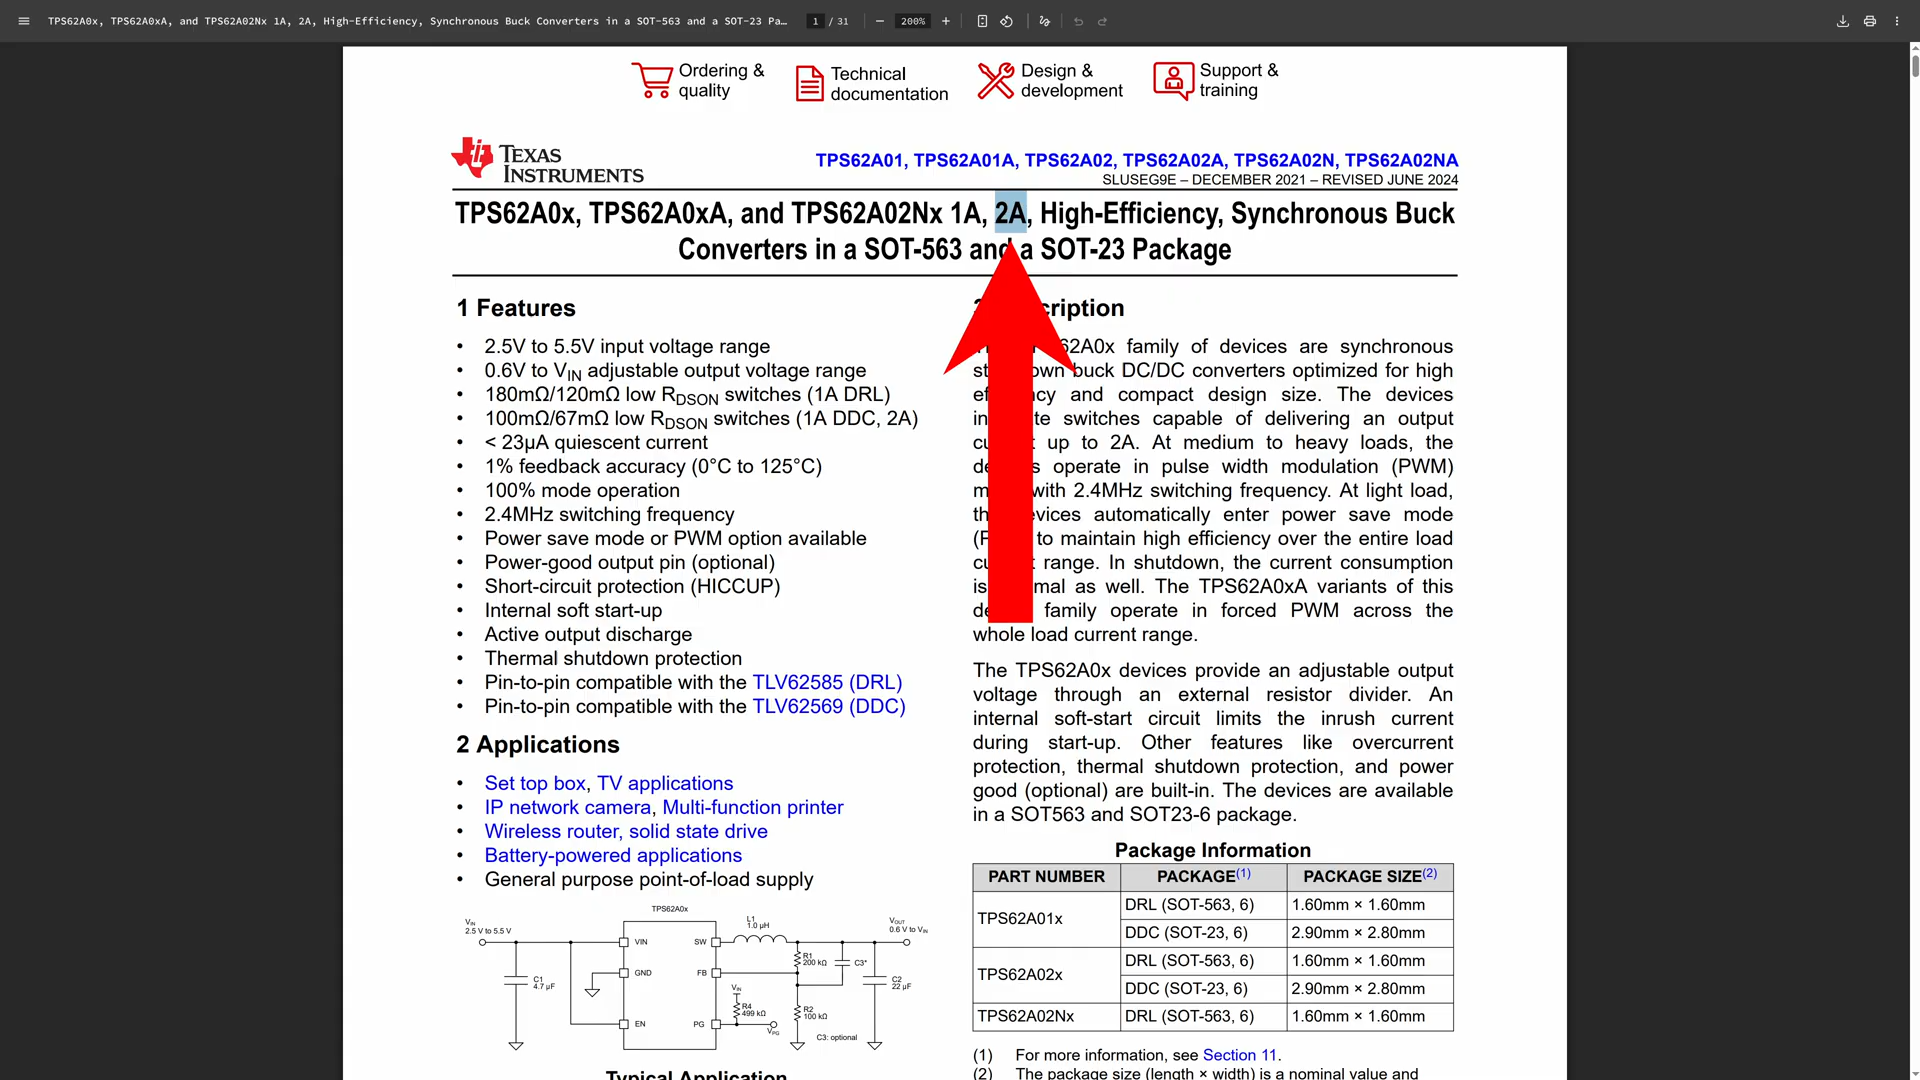 TPS62A0x, TPS62A0xA, and TPS62A02Nx 1A, 2A, High-Efficiency, Synchronous Buck Converters in a SOT-563 and a SOT-23 Pa...
1 / 31
200%
Ordering & quality
Technical documentation
Design & development
Support & training
TEXAS INSTRUMENTS
TPS62A01, TPS62A01A, TPS62A02, TPS62A02A, TPS62A02N, TPS62A02NA
SLUSEG9E – DECEMBER 2021 – REVISED JUNE 2024
TPS62A0x, TPS62A0xA, and TPS62A02Nx 1A, 2A, High-Efficiency, Synchronous Buck
Converters in a SOT-563 and a SOT-23 Package
1 Features
• 2.5V to 5.5V input voltage range
• 0.6V to VIN adjustable output voltage range
• 180mΩ/120mΩ low RDSON switches (1A DRL)
• 100mΩ/67mΩ low RDSON switches (1A DDC, 2A)
• < 23µA quiescent current
• 1% feedback accuracy (0°C to 125°C)
• 100% mode operation
• 2.4MHz switching frequency
• Power save mode or PWM option available
• Power-good output pin (optional)
• Short-circuit protection (HICCUP)
• Internal soft start-up
• Active output discharge
• Thermal shutdown protection
• Pin-to-pin compatible with the TLV62585 (DRL)
• Pin-to-pin compatible with the TLV62569 (DDC)
2 Applications
• Set top box, TV applications
• IP network camera, Multi-function printer
• Wireless router, solid state drive
• Battery-powered applications
• General purpose point-of-load supply
TPS62A0x
VIN
2.5 V to 5.5 V
C1
4.7 µF
VIN
GND
EN
SW
FB
PG
L1
1.0 µH
R1
200 kΩ
C3*
VIN
R4
499 kΩ
VPG
R2
100 kΩ
C3: optional
VOUT
0.6 V to VIN
C2
22 µF
Typical Application
cription
62A0x family of devices are synchronous
own buck DC/DC converters optimized for high
and compact design size. The devices
switches capable of delivering an output
up to 2A. At medium to heavy loads, the
operate in pulse width modulation (PWM)
with 2.4MHz switching frequency. At light load,
evices automatically enter power save mode
to maintain high efficiency over the entire load
range. In shutdown, the current consumption
is as well. The TPS62A0xA variants of this
family operate in forced PWM across the
whole load current range.
The TPS62A0x devices provide an adjustable output
voltage through an external resistor divider. An
internal soft-start circuit limits the inrush current
during start-up. Other features like overcurrent
protection, thermal shutdown protection, and power
good (optional) are built-in. The devices are available
in a SOT563 and SOT23-6 package.
Package Information
PART NUMBER PACKAGE(1) PACKAGE SIZE(2)
TPS62A01x DRL (SOT-563, 6) 1.60mm × 1.60mm
DDC (SOT-23, 6) 2.90mm × 2.80mm
TPS62A02x DRL (SOT-563, 6) 1.60mm × 1.60mm
DDC (SOT-23, 6) 2.90mm × 2.80mm
TPS62A02Nx DRL (SOT-563, 6) 1.60mm × 1.60mm
(1) For more information, see Section 11.
(2) The package size (length × width) is a nominal value and